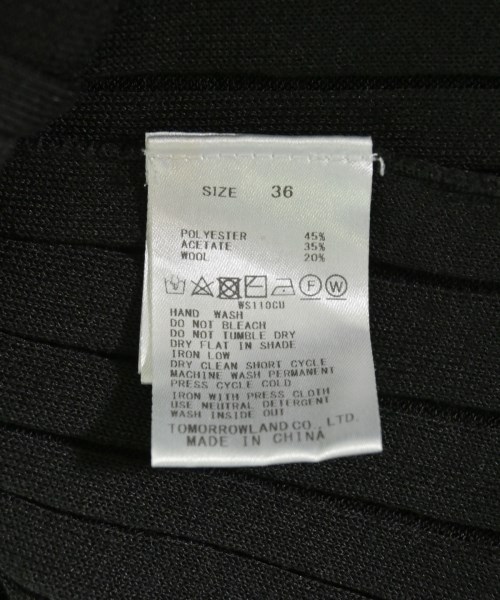 SIZE 36
POLYESTER 45%
ACETATE 35%
WOOL 20%
F W
WS110CU
HAND WASH
DO NOT BLEACH
DO NOT TUMBLE DRY
DRY FLAT IN SHADE
IRON LOW
DRY CLEAN SHORT CYCLE
MACHINE WASH PERMANENT
PRESS CYCLE COLD
IRON WITH PRESS CLOTH
USE NEUTRAL DETERGENT
WASH INSIDE OUT
TOMORROWLAND CO., LTD.
MADE IN CHINA